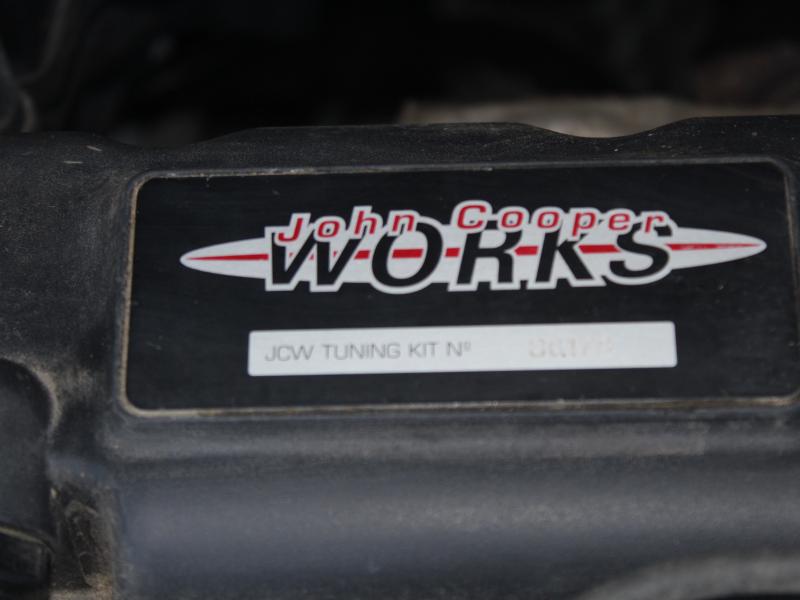 John Cooper
WORKS
JCW TUNING KIT Nº